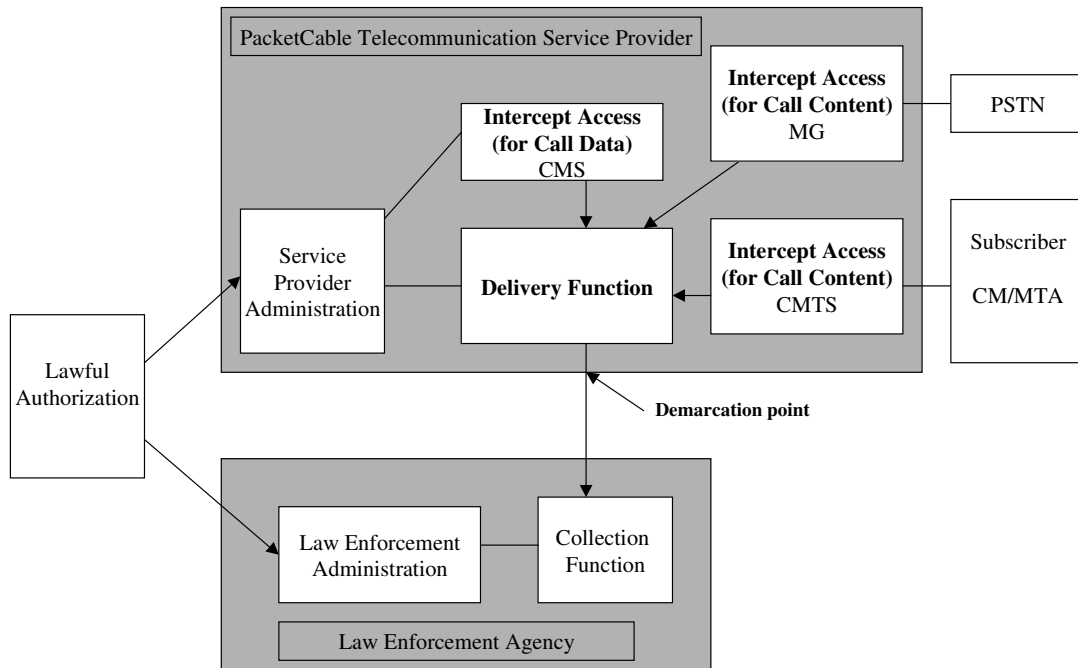 PacketCable Telecommunication Service Provider
Intercept Access
(for Call Content)
MG
PSTN
Intercept Access
(for Call Data)
CMS
Service
Provider
Administration
Delivery Function
Intercept Access
(for Call Content)
CMTS
Subscriber
CM/MTA
Lawful
Authorization
Demarcation point
Law Enforcement
Administration
Collection
Function
Law Enforcement Agency